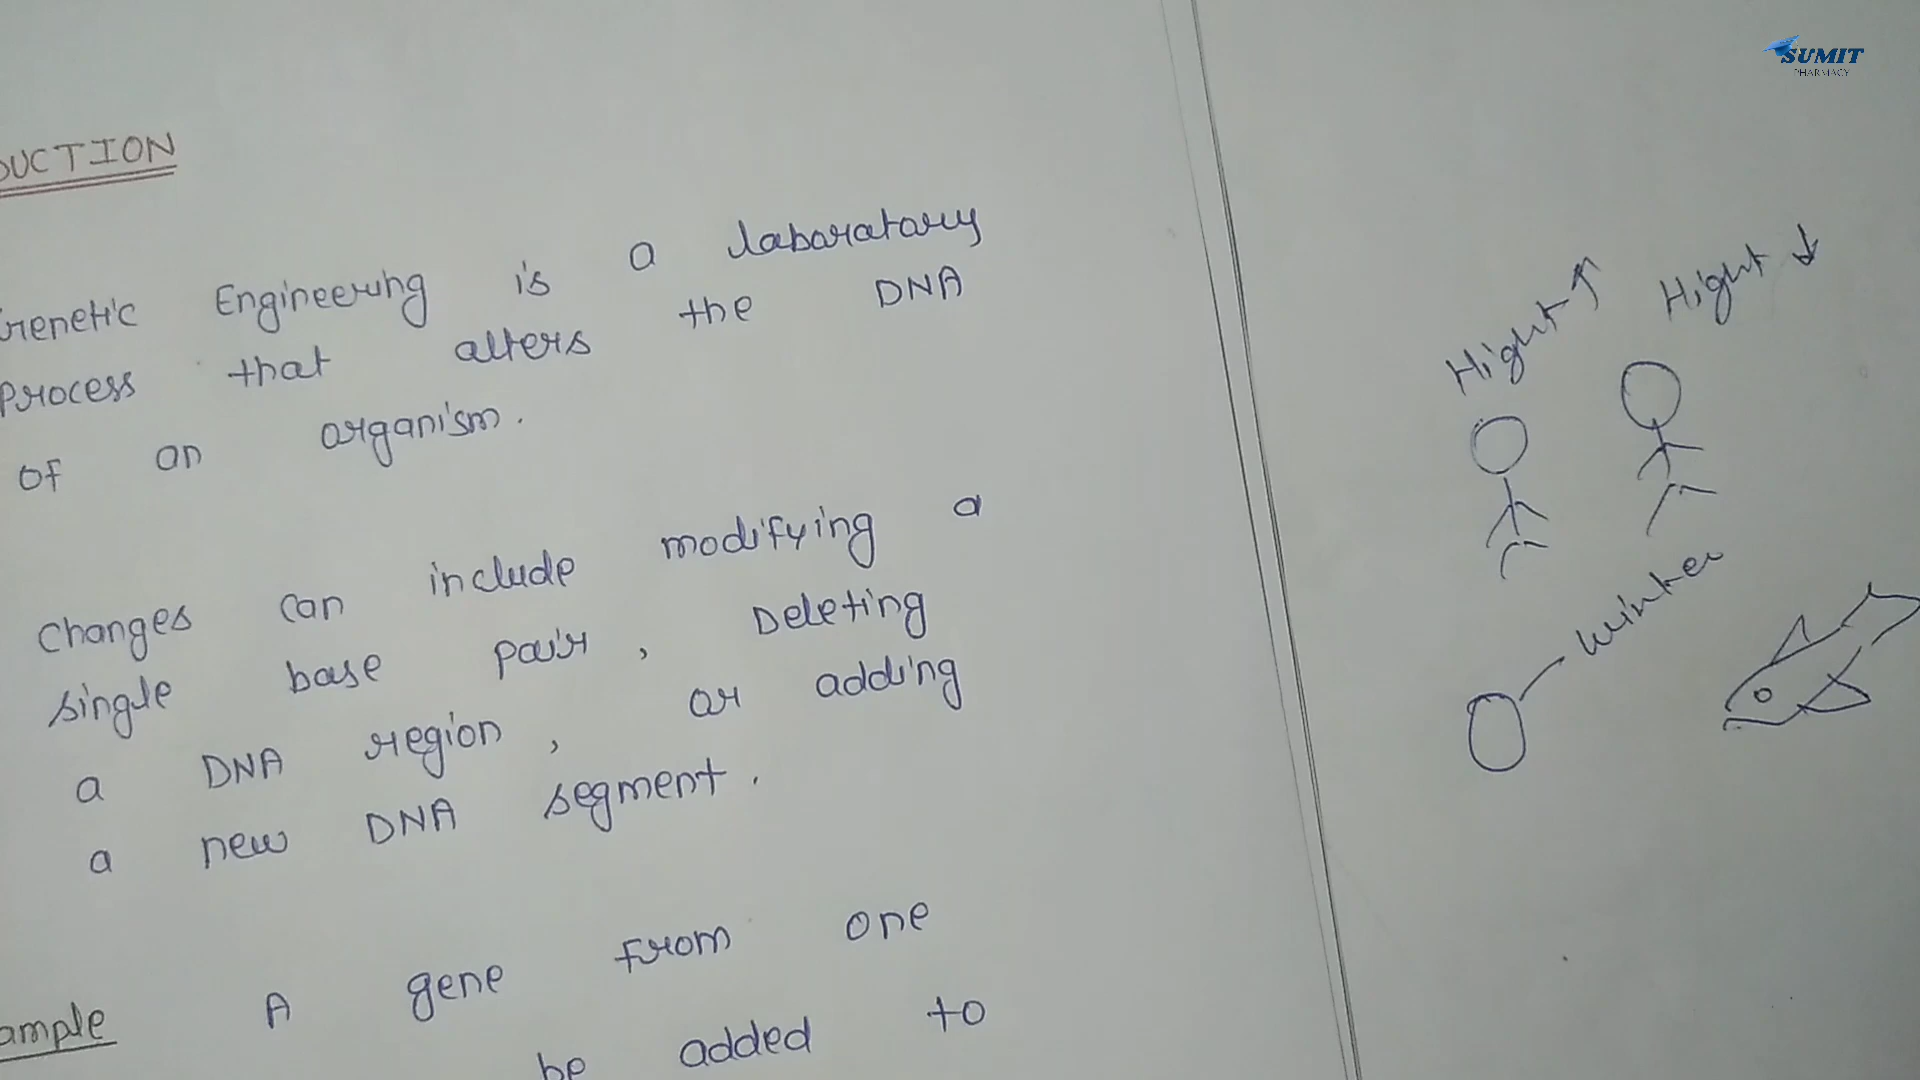 DUCTION
Genetic Engineering is a laboratary
Process that alters the DNA
of an organism.
Changes can include modifying a
single base pair, Deleting
a DNA region, or adding
a new DNA segment.
ample A gene from one
be added to
Hight ↑
Hight ↓
Winter
SUMIT
PHARMACY